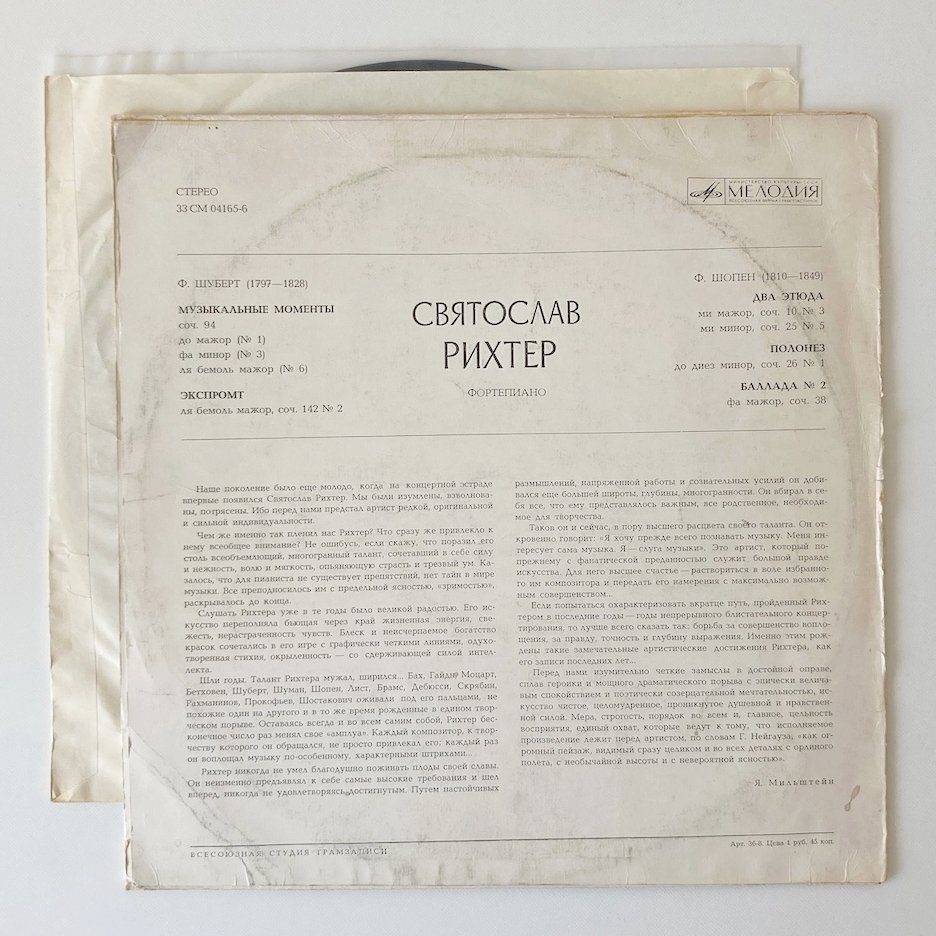 СТЕРЕО
33 СМ 04165-6
МИНИСТЕРСТВО КУЛЬТУРЫ СССР
МЕЛОДИЯ
ВСЕСОЮЗНАЯ ФИРМА ГРАМПЛАСТИНОК
Ф. ШУБЕРТ (1797—1828)
МУЗЫКАЛЬНЫЕ МОМЕНТЫ
соч. 94
до мажор (№ 1)
фа минор (№ 3)
ля бемоль мажор (№ 6)
ЭКСПРОМТ
ля бемоль мажор, соч. 142 № 2
СВЯТОСЛАВ
РИХТЕР
ФОРТЕПИАНО
Ф. ШОПЕН (1810—1849)
ДВА ЭТЮДА
ми мажор, соч. 10 № 3
ми минор, соч. 25 № 5
ПОЛОНЕЗ
до диез минор, соч. 26 № 1
БАЛЛАДА № 2
фа мажор, соч. 38
Наше поколение было еще молодо, когда на концертной эстраде
впервые появился Святослав Рихтер. Мы были изумлены, взволнова-
ны, потрясены. Ибо перед нами предстал артист редкой, оригинальной
и сильной индивидуальности.
Чем же именно так пленил нас Рихтер? Что сразу же привлекло к
нему всеобщее внимание? Не ошибусь, если скажу, что поразил его
столь всеобъемлющий, многогранный талант, сочетавший в себе силу
и нежность, волю и мягкость, опьяняющую страсть и трезвый ум. Ка-
залось, что для пианиста не существует препятствий, нет тайн в мире
музыки. Все преподносилось им с предельной ясностью, «зримостью»,
раскрывалось до конца.
Слушать Рихтера уже в те годы было великой радостью. Его ис-
кусство переполняла бьющая через край жизненная энергия, све-
жесть, нерастраченность чувств. Блеск и неисчерпаемое богатство
красок сочетались в его игре с графически четкими линиями, одухо-
творенная стихия, окрыленность — со сдерживающей силой интел-
лекта.
Шли годы. Талант Рихтера мужал, ширился... Бах, Гайдн, Моцарт,
Бетховен, Шуберт, Шуман, Шопен, Лист, Брамс, Дебюсси, Скрябин,
Рахманинов, Прокофьев, Шостакович оживали под его пальцами, не
похожие один на другого и в то же время рожденные в едином твор-
ческом порыве. Оставаясь всегда и во всем самим собой, Рихтер бес-
конечное число раз менял свое «амплуа». Каждый композитор, к твор-
честву которого он обращался, не просто привлекал его: каждый раз
он воплощал музыку по-особенному, характерными штрихами...
Рихтер никогда не умел благодушно пожинать плоды своей славы.
Он неизменно предъявлял к себе самые высокие требования и шел
вперед, никогда не удовлетворяясь достигнутым. Путем настойчивых
размышлений, напряженной работы и сознательных усилий он доби-
вался еще большей широты, глубины, многогранности. Он вбирал в се-
бя все, что ему представлялось важным, все родственное, необходи-
мое для творчества.
Таков он и сейчас, в пору высшего расцвета своего таланта. Он от-
кровенно говорит: «Я хочу прежде всего познавать музыку. Меня ин-
тересует сама музыка. Я — слуга музыки». Это артист, который по-
прежнему с фанатической преданностью служит большой правде
искусства. Для него высшее счастье — раствориться в воле избранно-
го им композитора и передать его намерения с максимально возмож-
ным совершенством...
Если попытаться охарактеризовать вкратце путь, пройденный Рих-
тером в последние годы — годы непрерывного блистательного концер-
тирования, то лучше всего сказать так: борьба за совершенство вопло-
щения, за правду, точность и глубину выражения. Именно этим рож-
дены такие замечательные артистические достижения Рихтера, как
его записи последних лет...
Перед нами изумительно четкие замыслы в достойной оправе,
сплав героики и мощного драматического порыва с эпически велича-
вым спокойствием и поэтически созерцательной мечтательностью, ис-
кусство чистое, целомудренное, проникнутое душевной и нравствен-
ной силой. Мера, строгость, порядок во всем и, главное, цельность
восприятия, единый охват, которые ведут к тому, что исполняемое
произведение лежит перед артистом, по словам Г. Нейгауза, «как ог-
ромный пейзаж, видимый сразу целиком и во всех деталях с орлиного
полета, с необычайной высоты и с невероятной ясностью».
Я. Мильштейн
ВСЕСОЮЗНАЯ СТУДИЯ ГРАМЗАПИСИ
Арт. 36-8. Цена 1 руб. 45 коп.